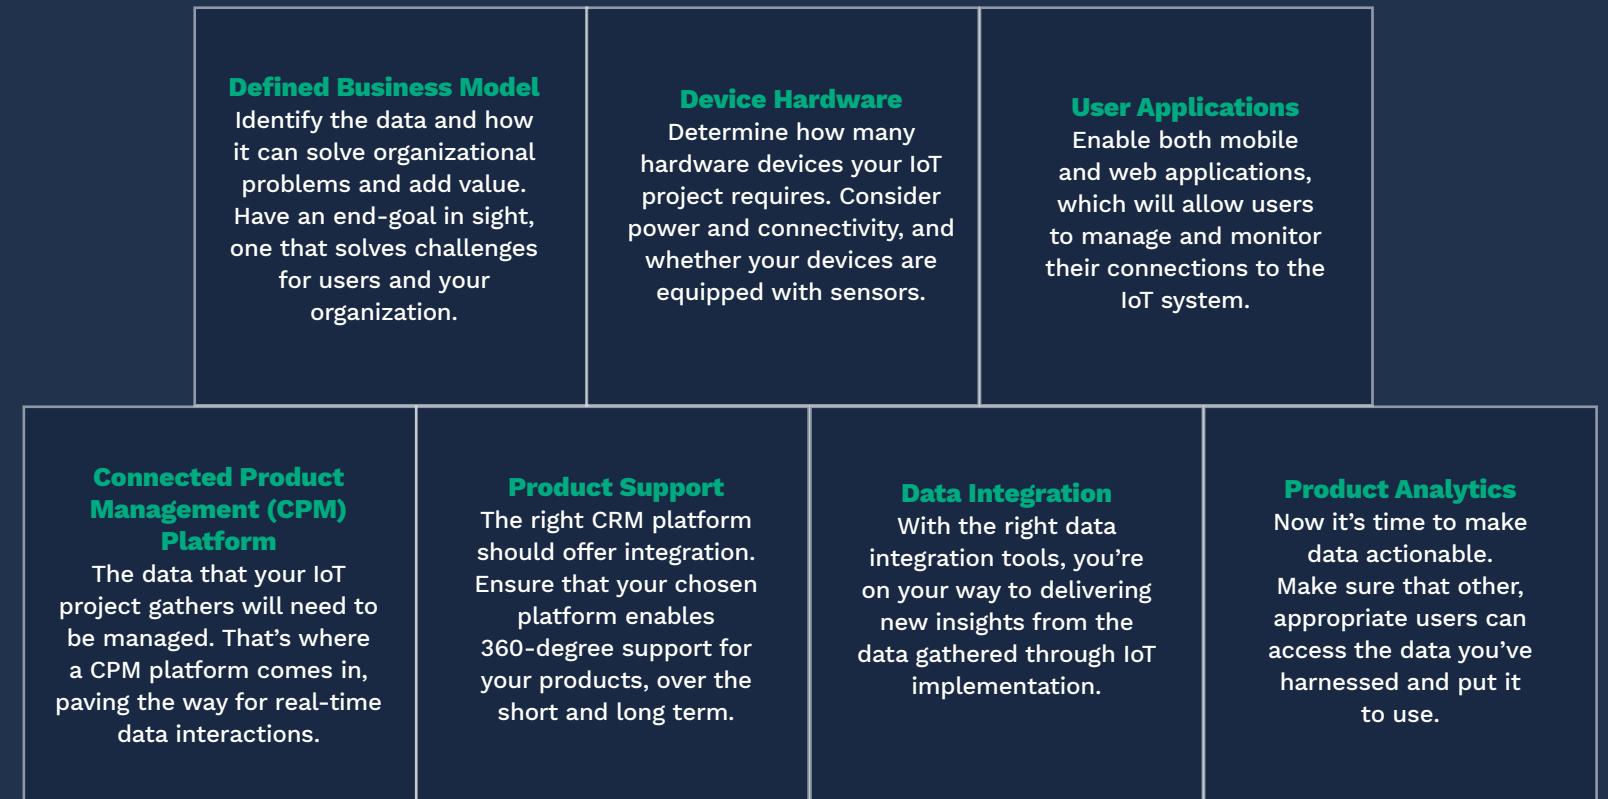 Defined Business Model
Identify the data and how
it can solve organizational
problems and add value.
Have an end-goal in sight,
one that solves challenges
for users and your
organization.
Device Hardware
Determine how many
hardware devices your IoT
project requires. Consider
power and connectivity, and
whether your devices are
equipped with sensors.
User Applications
Enable both mobile
and web applications,
which will allow users
to manage and monitor
their connections to the
IoT system.
Connected Product
Management (CPM)
Platform
The data that your IoT
project gathers will need to
be managed. That’s where
a CPM platform comes in,
paving the way for real-time
data interactions.
Product Support
The right CRM platform
should offer integration.
Ensure that your chosen
platform enables
360-degree support for
your products, over the
short and long term.
Data Integration
With the right data
integration tools, you’re
on your way to delivering
new insights from the
data gathered through IoT
implementation.
Product Analytics
Now it’s time to make
data actionable.
Make sure that other,
appropriate users can
access the data you’ve
harnessed and put it
to use.